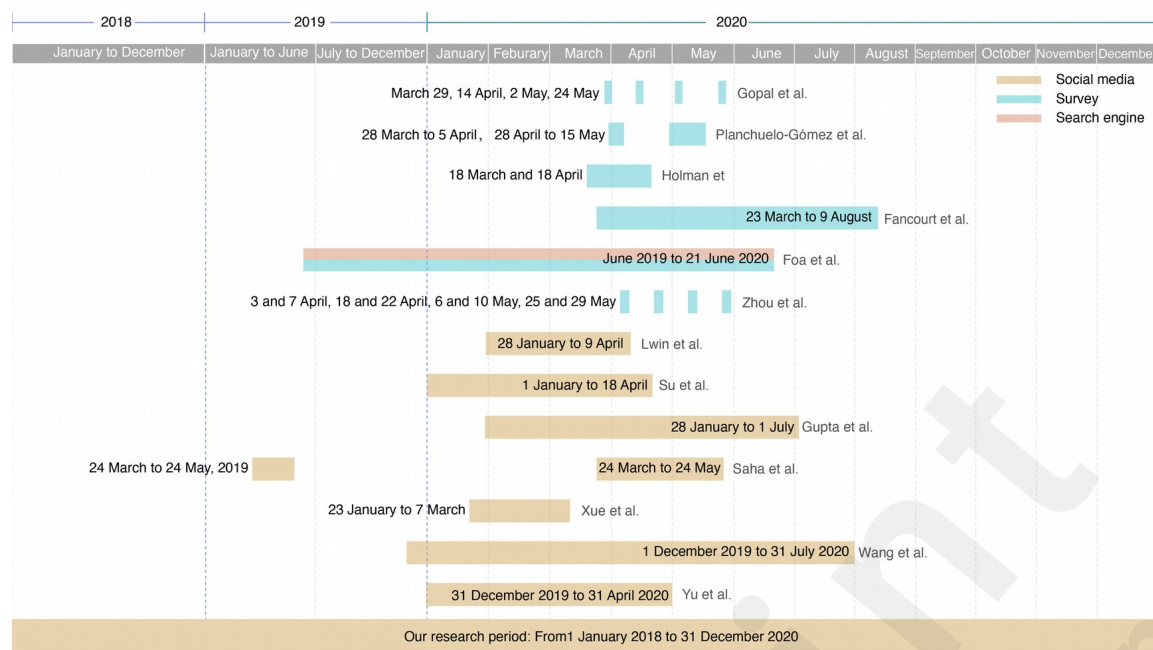 2018 2019 2020
January to December January to June July to December January Feburary March April May June July August September October November Decembe
Social media
March 29, 14 April, 2 May, 24 May Gopal et al.
Survey
Search engine
28 March to 5 April, 28 April to 15 May Planchuelo-Gómez et al.
18 March and 18 April Holman et
23 March to 9 August Fancourt et al.
June 2019 to 21 June 2020 Foa et al.
3 and 7 April, 18 and 22 April, 6 and 10 May, 25 and 29 May Zhou et al.
28 January to 9 April Lwin et al.
1 January to 18 April Su et al.
28 January to 1 July Gupta et al.
24 March to 24 May, 2019 24 March to 24 May Saha et al.
23 January to 7 March Xue et al.
1 December 2019 to 31 July 2020 Wang et al.
31 December 2019 to 31 April 2020 Yu et al.
Our research period: From1 January 2018 to 31 December 2020
int